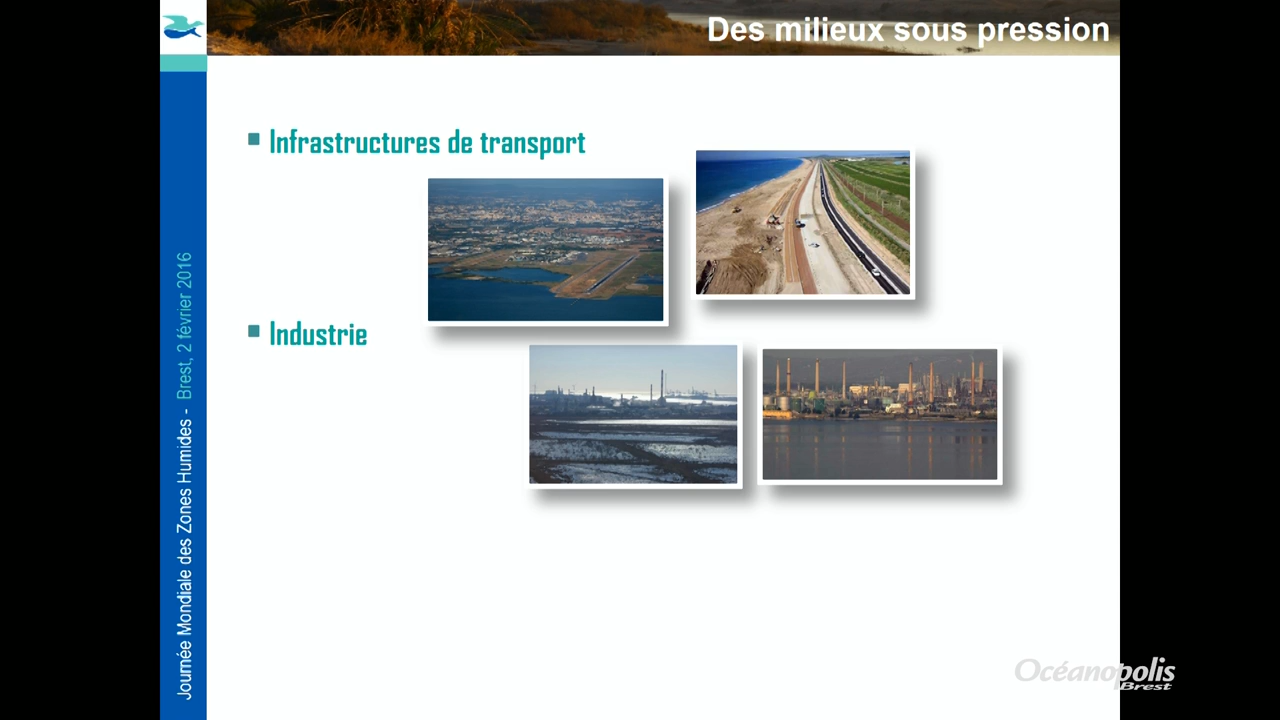 Des milieux sous pression
Infrastructures de transport
Industrie
Journée Mondiale des Zones Humides - Brest, 2 février 2016
Océanopolis
Brest